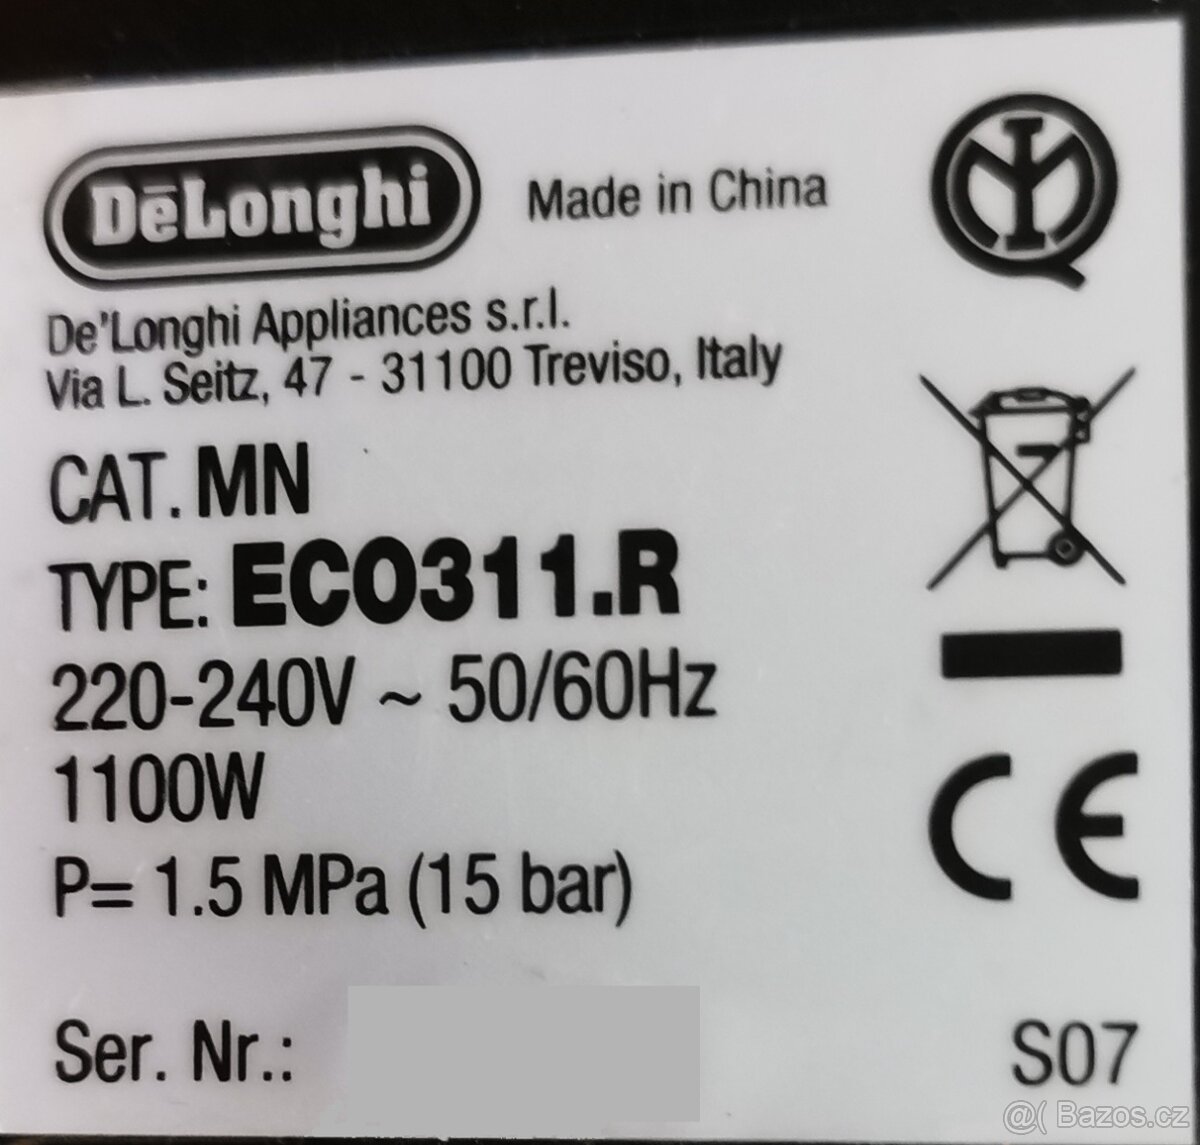 DēLonghi Made in China
De'Longhi Appliances s.r.l.
Via L. Seitz, 47 - 31100 Treviso, Italy
CAT. MN
TYPE: ECO311.R
220-240V ~ 50/60Hz
1100W
P= 1.5 MPa (15 bar)
CE
Ser. Nr.:
S07
@( Bazos.cz